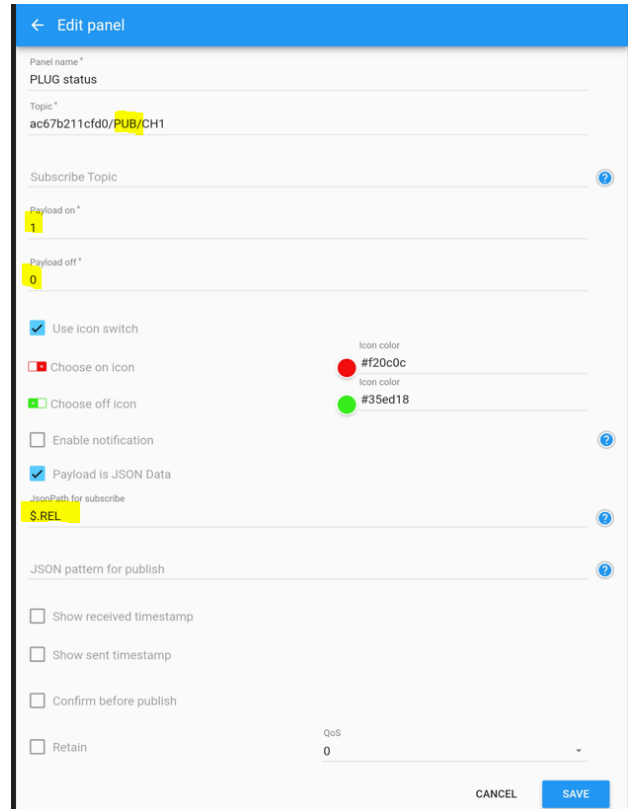 Edit panel
Panel name *
PLUG status
Topic *
ac67b211cfd0/PUB/CH1
Subscribe Topic
Payload on *
1
Payload off *
0
Use icon switch
Icon color
Choose on icon
#f20c0c
Icon color
Choose off icon
#35ed18
Enable notification
Payload is JSON Data
JsonPath for subscribe
$.REL
JSON pattern for publish
Show received timestamp
Show sent timestamp
Confirm before publish
Retain
QoS
0
CANCEL
SAVE